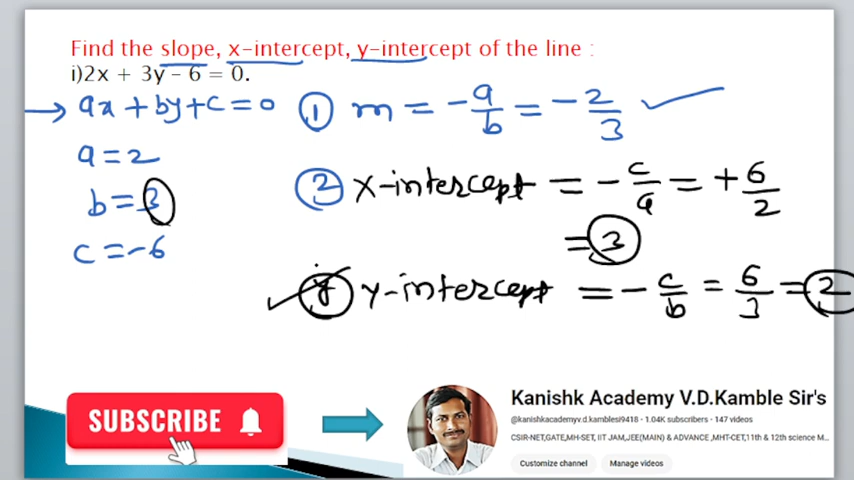 Find the slope, x-intercept, y-intercept of the line :
i)2x + 3y - 6 = 0.
→ ax + by + c = 0
a = 2
b = 3
c = -6
① m = -a/b = -2/3 ✓
② x-intercept = -c/a = +6/2
= 3
y-intercept = -c/b = 6/3 = 2
SUBSCRIBE
Kanishk Academy V.D.Kamble Sir's
@kanishkacademyv.d.kamblesi9418 · 1.04K subscribers · 147 videos
CSIR-NET,GATE,MH-SET, IIT JAM,JEE(MAIN) & ADVANCE ,MHT-CET,11th & 12th science M...
Customize channel
Manage videos